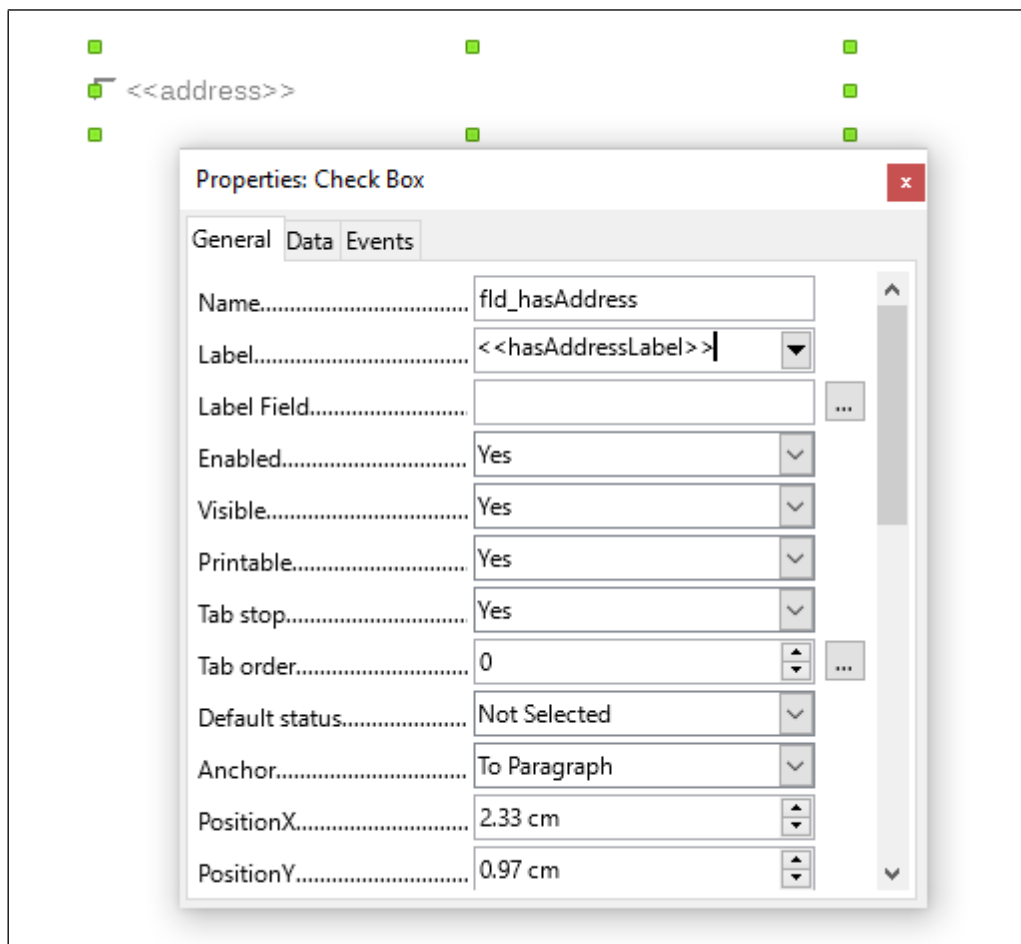 <<address>>
Properties: Check Box
x
General Data Events
Name.................................. fld_hasAddress
Label................................... <<hasAddressLabel>>
Label Field.......................... ...
Enabled.............................. Yes
Visible................................. Yes
Printable............................ Yes
Tab stop............................. Yes
Tab order............................ 0 ...
Default status.................... Not Selected
Anchor............................... To Paragraph
PositionX............................ 2.33 cm
PositionY............................ 0.97 cm